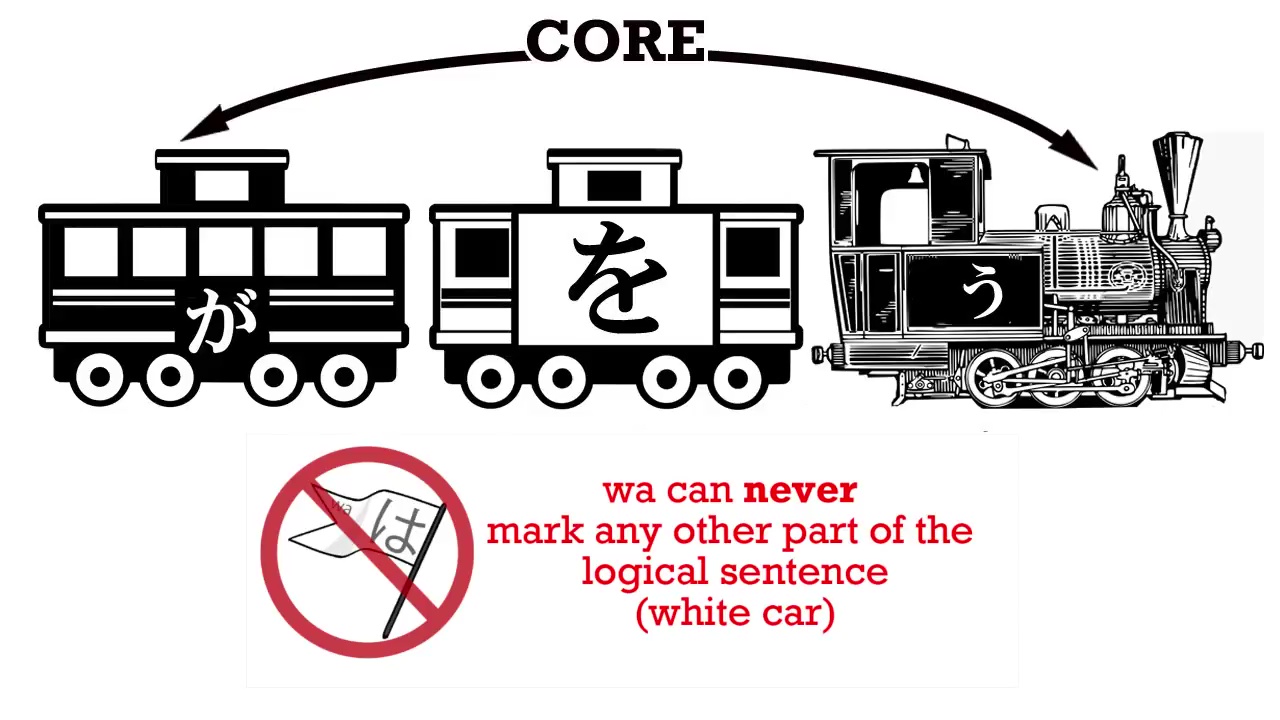 CORE
が
を
う
wa
は
wa can never
mark any other part of the
logical sentence
(white car)